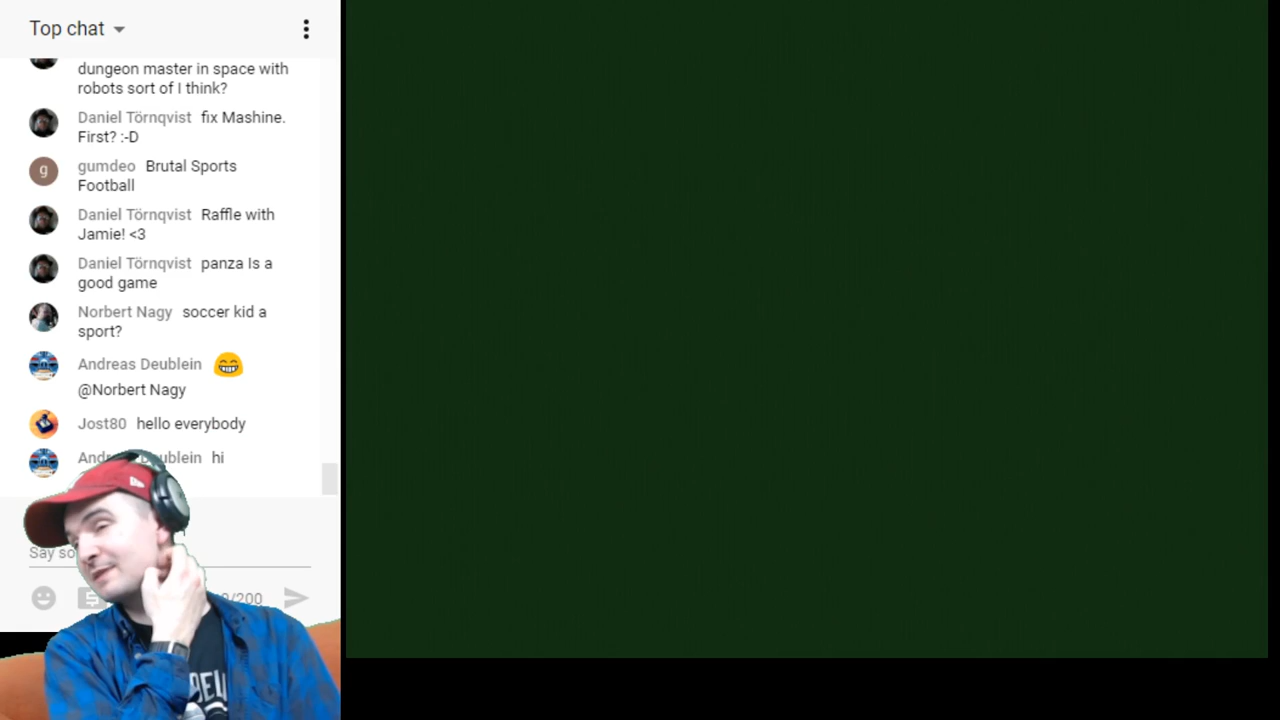 Top chat
dungeon master in space with
robots sort of I think?
Daniel Törnqvist fix Mashine.
First? :-D
g gumdeo Brutal Sports
Football
Daniel Törnqvist Raffle with
Jamie! <3
Daniel Törnqvist panza Is a
good game
Norbert Nagy soccer kid a
sport?
Andreas Deublein 😁
@Norbert Nagy
Jost80 hello everybody
hi
Say
/200